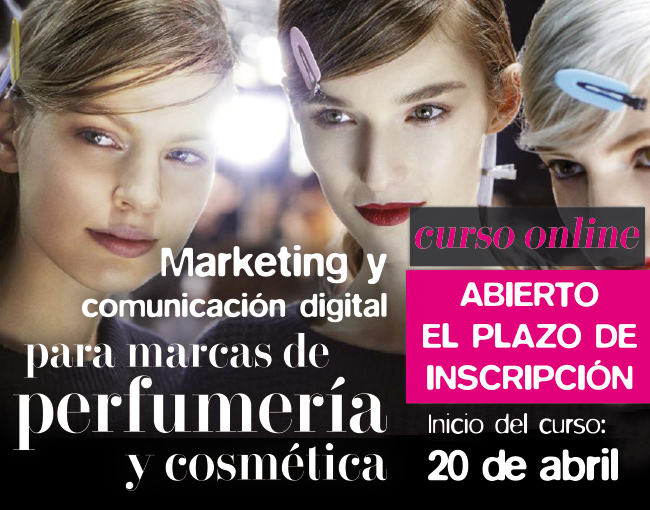 Marketing y
comunicación digital
para marcas de
perfumería
y cosmética
curso online
ABIERTO
EL PLAZO DE
INSCRIPCIÓN
Inicio del curso:
20 de abril